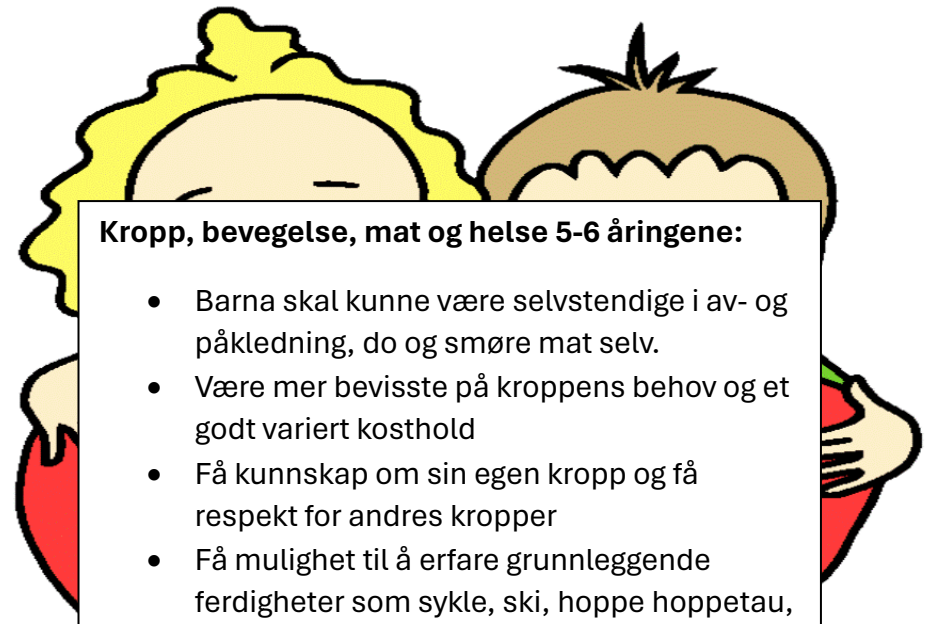 Kropp, bevegelse, mat og helse 5-6 åringene:
• Barna skal kunne være selvstendige i av- og
påkledning, do og smøre mat selv.
• Være mer bevisste på kroppens behov og et
godt variert kosthold
• Få kunnskap om sin egen kropp og få
respekt for andres kropper
• Få mulighet til å erfare grunnleggende
ferdigheter som sykle, ski, hoppe hoppetau,